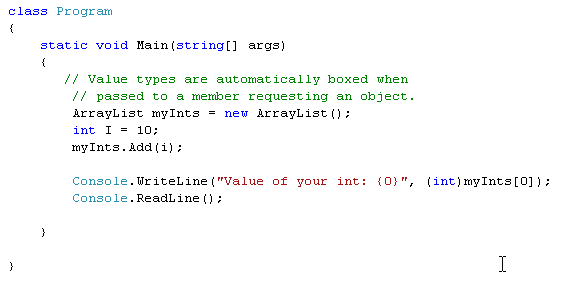 class Program
{
    static void Main(string[] args)
    {
       // Value types are automatically boxed when
        // passed to a member requesting an object.
        ArrayList myInts = new ArrayList();
        int I = 10;
        myInts.Add(i);

        Console.WriteLine("Value of your int: {0}", (int)myInts[0]);
        Console.ReadLine();

    }

}